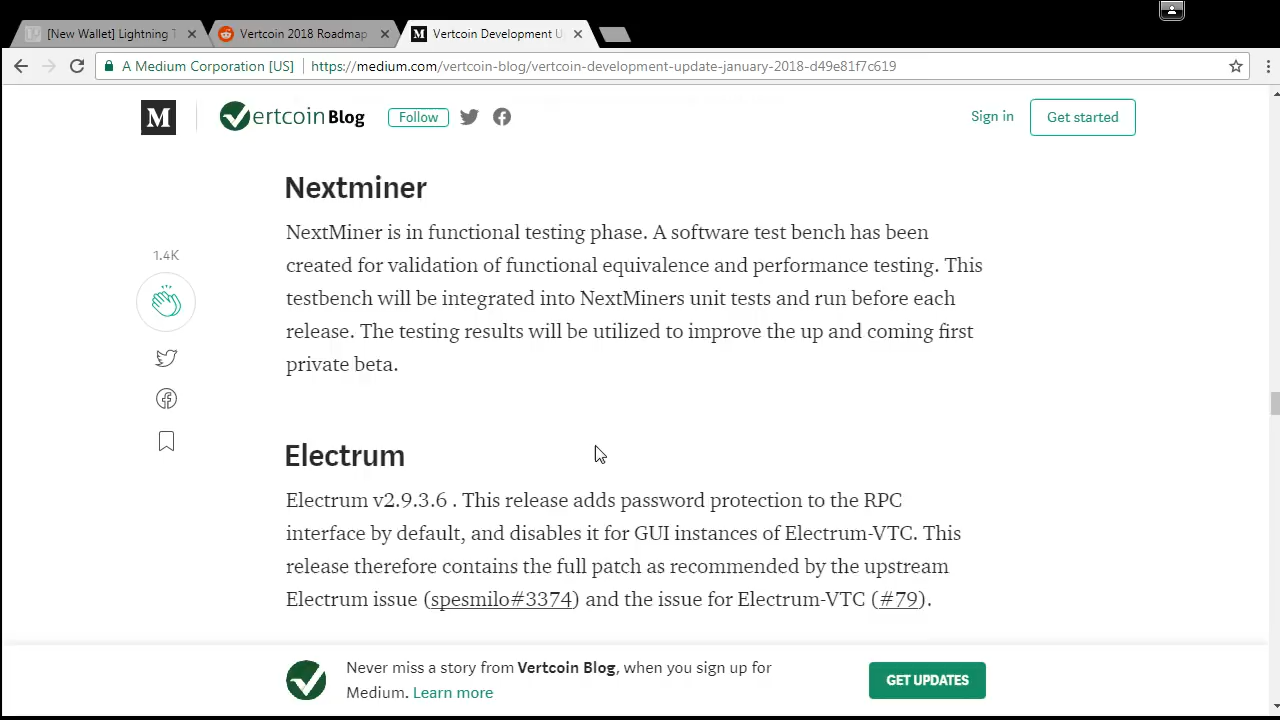 [New Wallet] Lightning T
Vertcoin 2018 Roadmap
M Vertcoin Development U
A Medium Corporation [US] https://medium.com/vertcoin-blog/vertcoin-development-update-january-2018-d49e81f7c619
M
ertcoin Blog
Follow
Sign in
Get started
Nextminer
NextMiner is in functional testing phase. A software test bench has been
created for validation of functional equivalence and performance testing. This
testbench will be integrated into NextMiners unit tests and run before each
release. The testing results will be utilized to improve the up and coming first
private beta.
1.4K
Electrum
Electrum v2.9.3.6 . This release adds password protection to the RPC
interface by default, and disables it for GUI instances of Electrum-VTC. This
release therefore contains the full patch as recommended by the upstream
Electrum issue (spesmilo#3374) and the issue for Electrum-VTC (#79).
Never miss a story from Vertcoin Blog, when you sign up for
Medium. Learn more
GET UPDATES